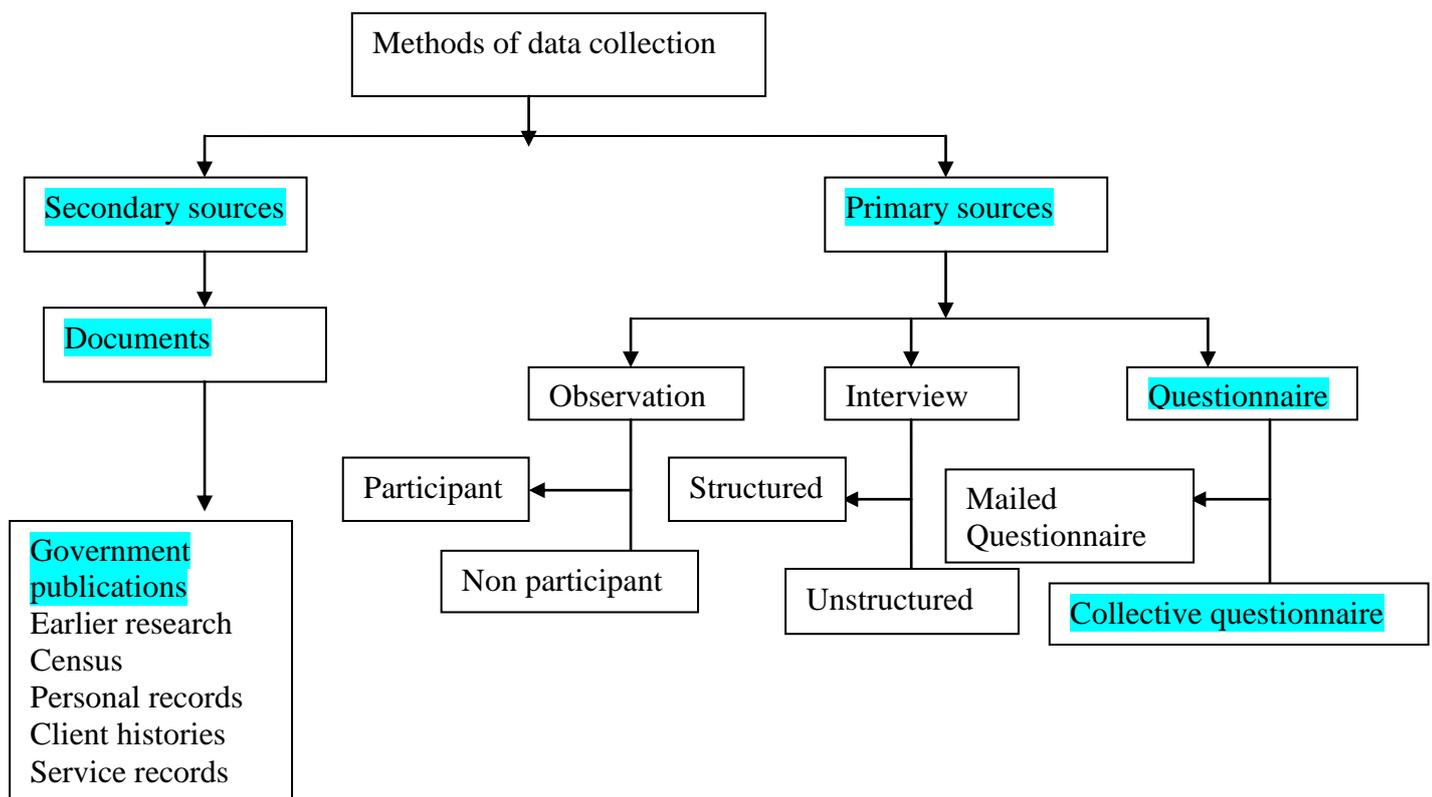 Methods of data collection
Secondary sources
Primary sources
Documents
Observation
Interview
Questionnaire
Participant
Structured
Mailed
Questionnaire
Non participant
Unstructured
Collective questionnaire
Government
publications
Earlier research
Census
Personal records
Client histories
Service records